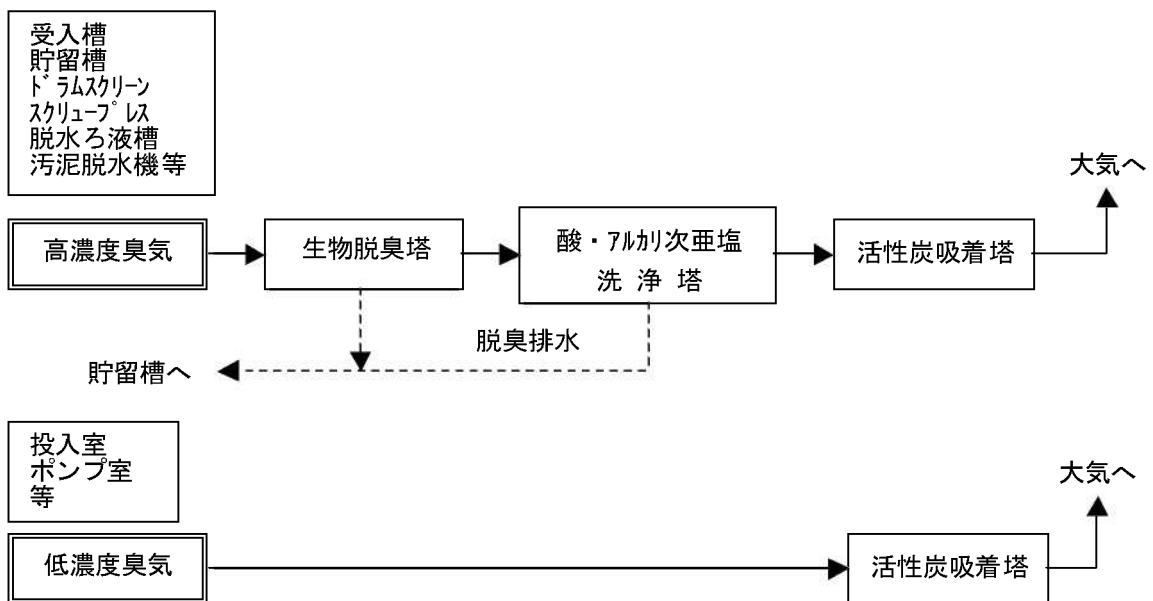 受入槽
貯留槽
ﾄﾞﾗﾑｽｸﾘｰﾝ
ｽｸﾘｭｰﾌﾟﾚｽ
脱水ろ液槽
汚泥脱水機等
大気へ
高濃度臭気
生物脱臭塔
酸・ｱﾙｶﾘ次亜塩
洗 浄 塔
活性炭吸着塔
脱臭排水
貯留槽へ
投入室
ポンプ室
等
大気へ
低濃度臭気
活性炭吸着塔